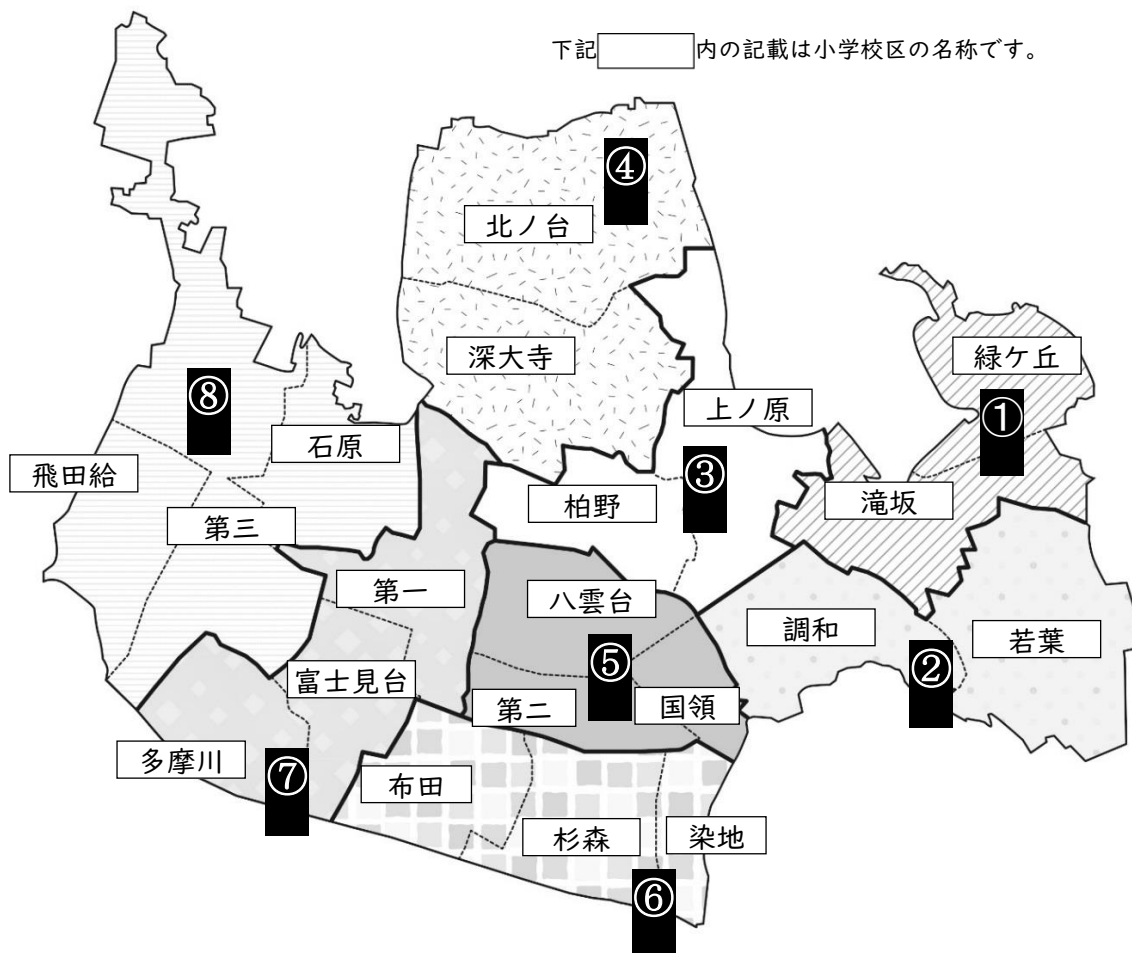 下記 内の記載は小学校区の名称です。
④
北ノ台
深大寺
緑ケ丘
①
上ノ原
⑧
石原
飛田給
③
柏野
滝坂
第三
第一
八雲台
調和
若葉
②
⑤
富士見台
第二
国領
多摩川
⑦
布田
杉森
染地
⑥